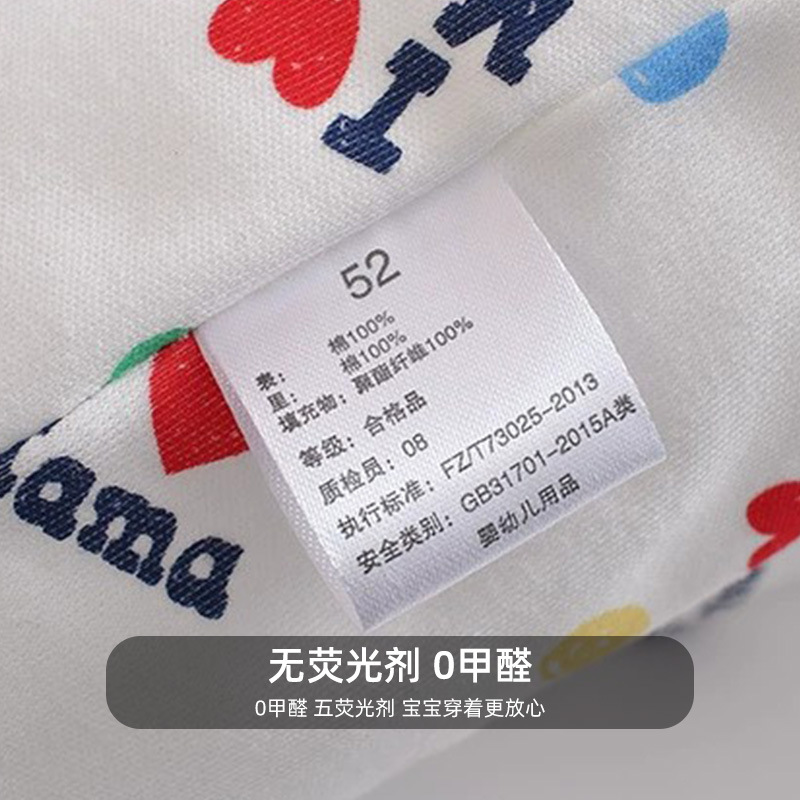 I
52
表: 棉100%
里: 棉100%
填充物: 聚酯纤维100%
等级: 合格品
质检员: 08
执行标准: FZ/T73025-2013
安全类别: GB31701-2015A类
婴幼儿用品
ama
无荧光剂 0甲醛
0甲醛 五荧光剂 宝宝穿着更放心